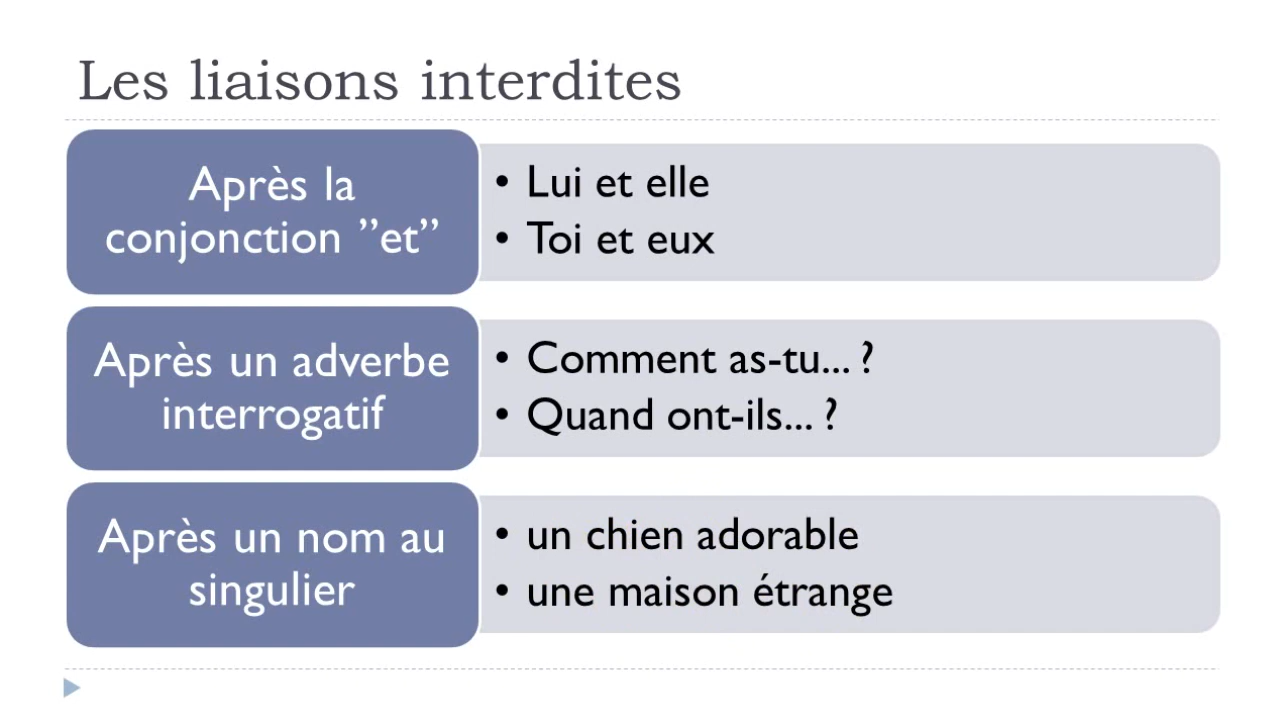 Les liaisons interdites
Après la
conjonction ”et”
• Lui et elle
• Toi et eux
Après un adverbe
interrogatif
• Comment as-tu... ?
• Quand ont-ils... ?
Après un nom au
singulier
• un chien adorable
• une maison étrange